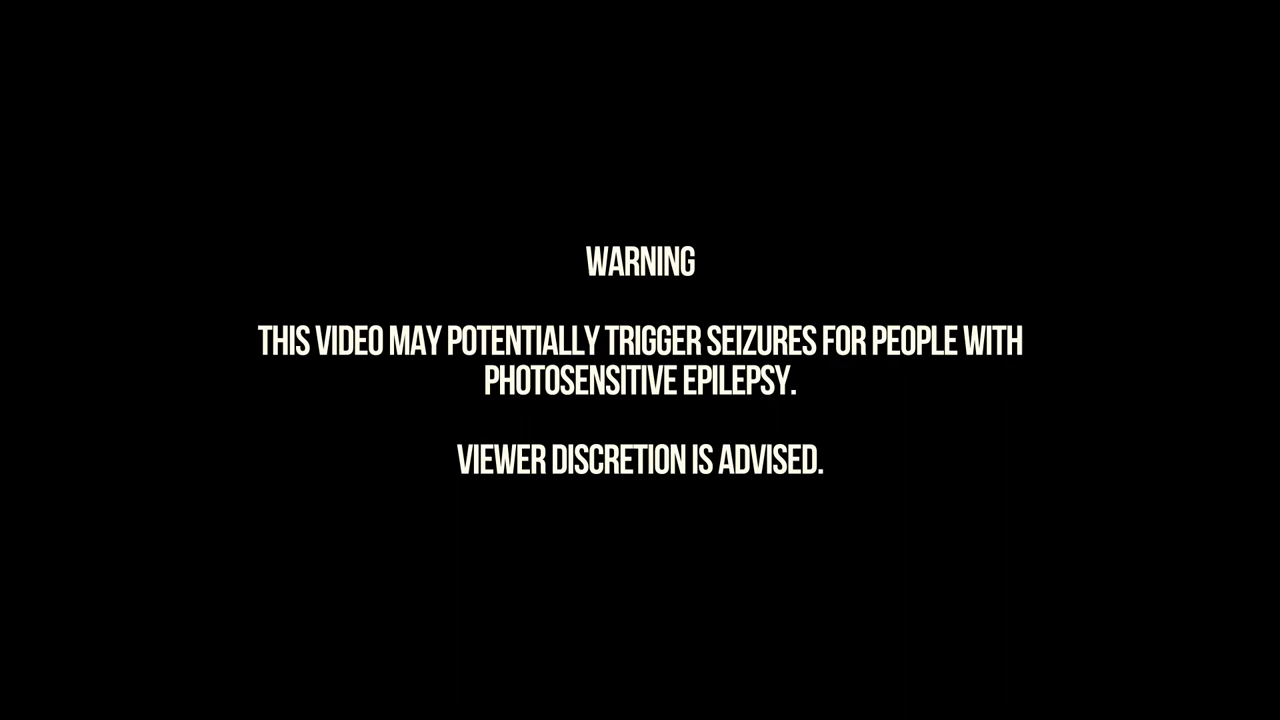 WARNING
THIS VIDEO MAY POTENTIALLY TRIGGER SEIZURES FOR PEOPLE WITH
PHOTOSENSITIVE EPILEPSY.
VIEWER DISCRETION IS ADVISED.